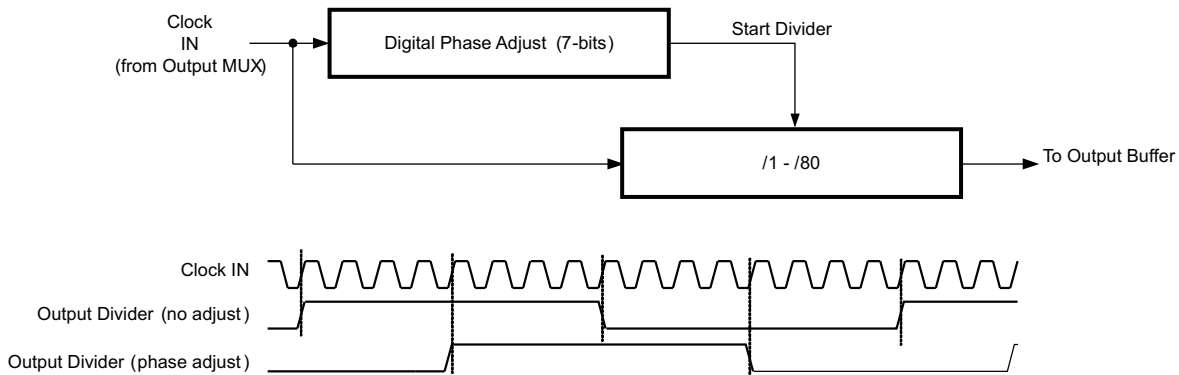 Clock
IN
(from Output MUX)
Digital Phase Adjust (7-bits)
Start Divider
/1 - /80
To Output Buffer
Clock IN
Output Divider (no adjust)
Output Divider (phase adjust)